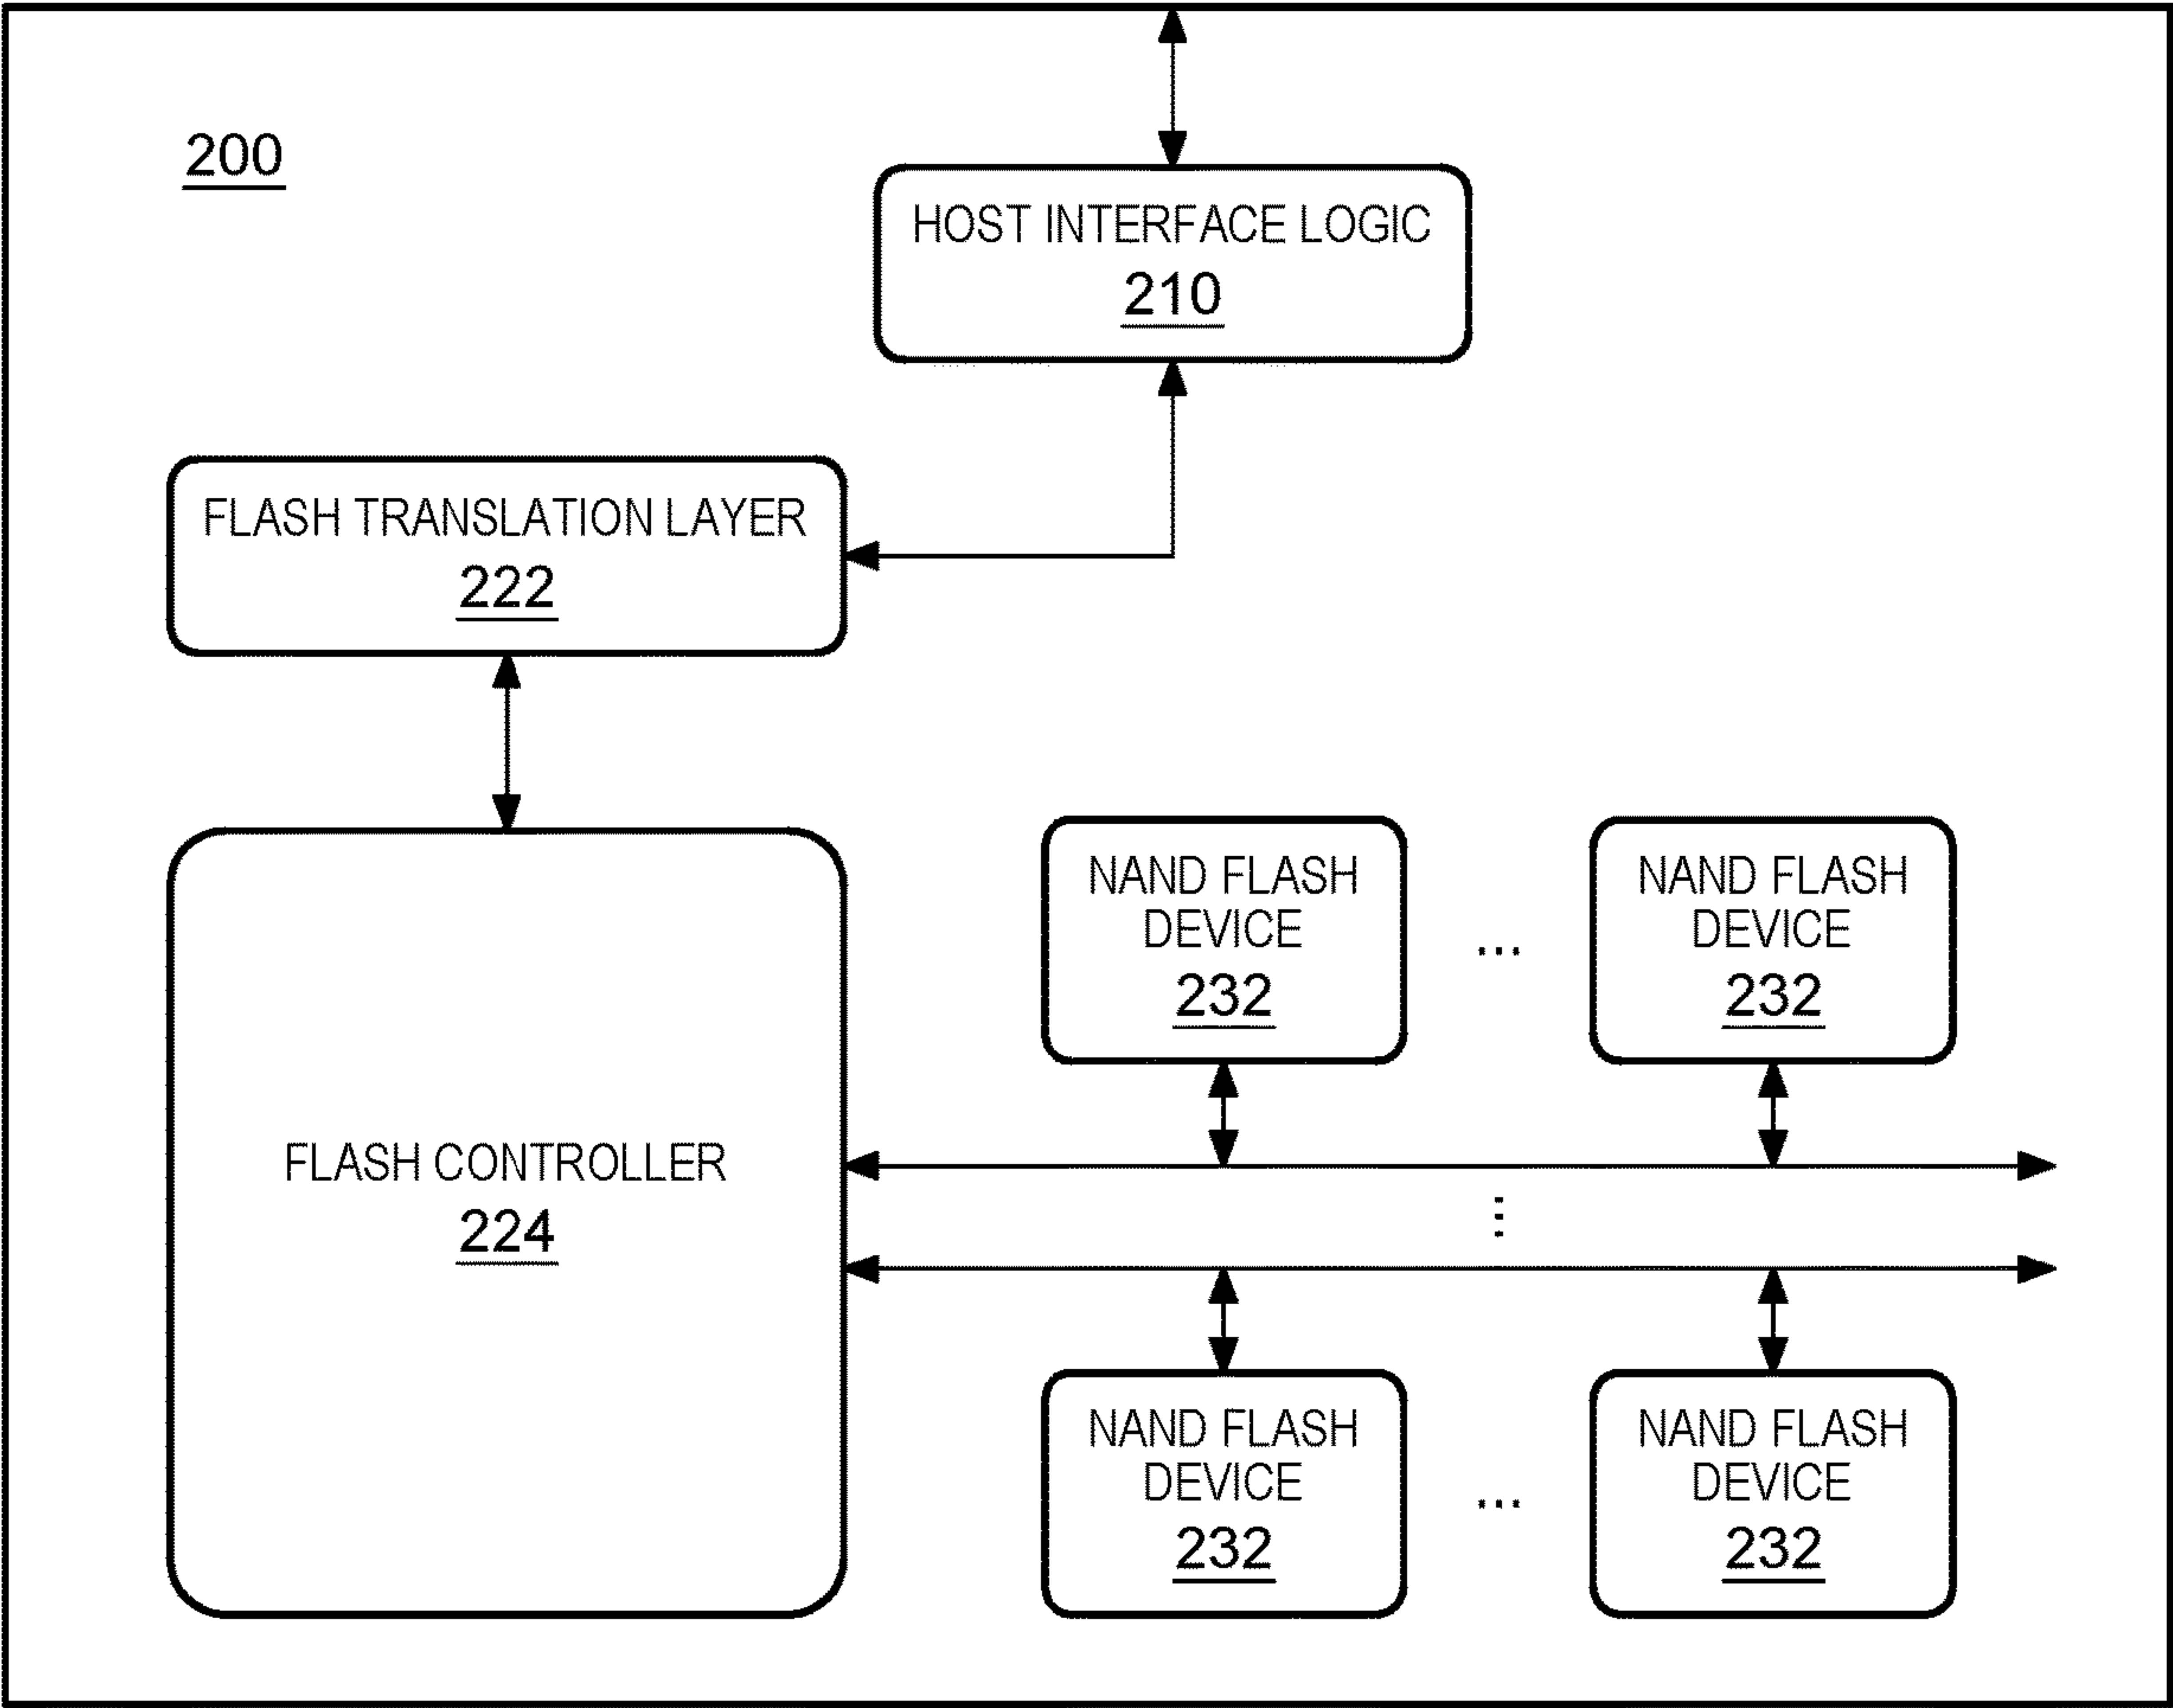 200
HOST INTERFACE LOGIC
210
FLASH TRANSLATION LAYER
222
FLASH CONTROLLER
224
NAND FLASH
DEVICE
232
...
NAND FLASH
DEVICE
232
...
NAND FLASH
DEVICE
232
...
NAND FLASH
DEVICE
232